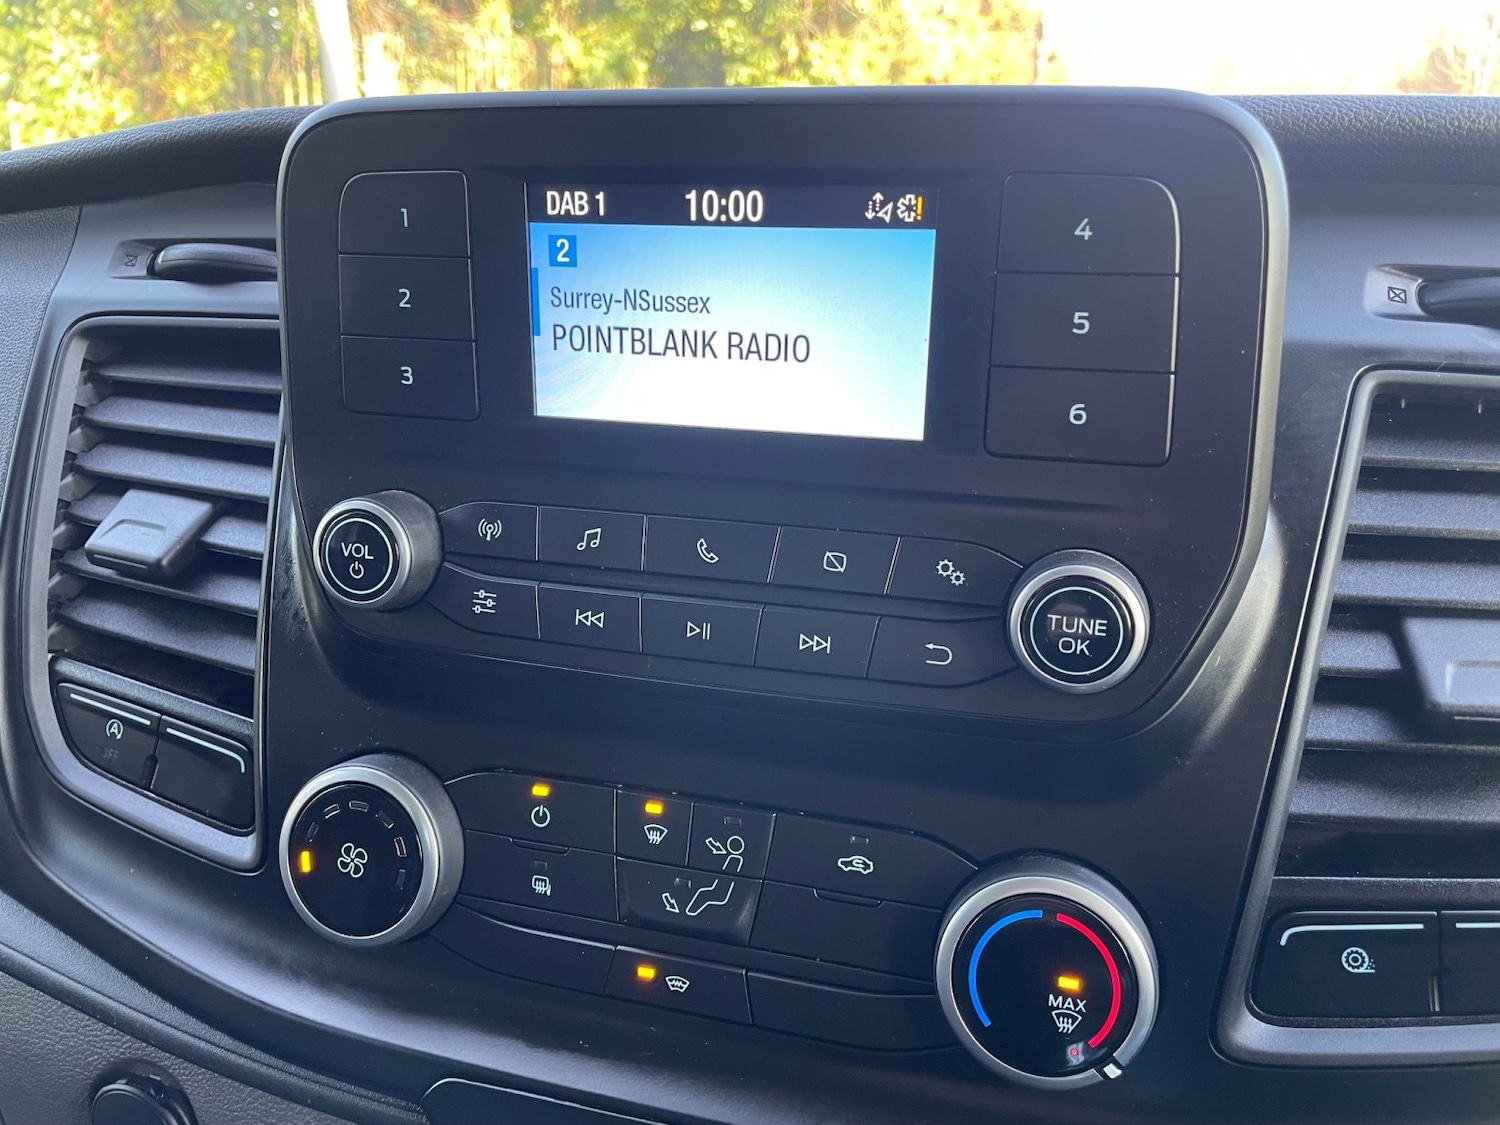 DAB 1 10:00
2
Surrey-NSussex
POINTBLANK RADIO
1
2
3
4
5
6
VOL
TUNE
OK
A
OFF
MAX